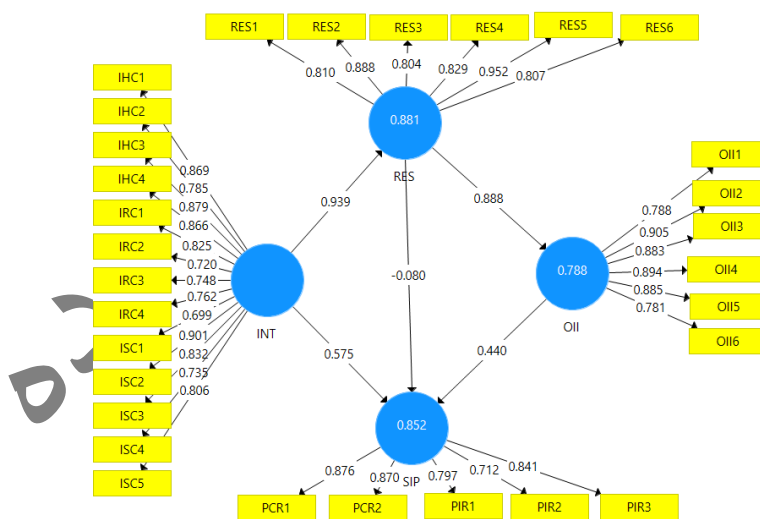 RES1 RES2 RES3 RES4 RES5 RES6
0.810 0.888 0.804 0.829 0.952 0.807
IHC1
IHC2
IHC3
IHC4
IRC1
IRC2
IRC3
IRC4
ISC1
ISC2
ISC3
ISC4
ISC5
0.869
0.785
0.879
0.866
0.825
0.720
0.748
0.762
0.699
0.901
0.832
0.735
0.806
INT
0.881
RES
0.939
0.888
-0.080
0.575
0.440
0.788
OII
0.788
0.905
0.883
0.894
0.885
0.781
OII1
OII2
OII3
OII4
OII5
OII6
0.852
SIP
0.876 0.870 0.797 0.712 0.841
PCR1 PCR2 PIR1 PIR2 PIR3